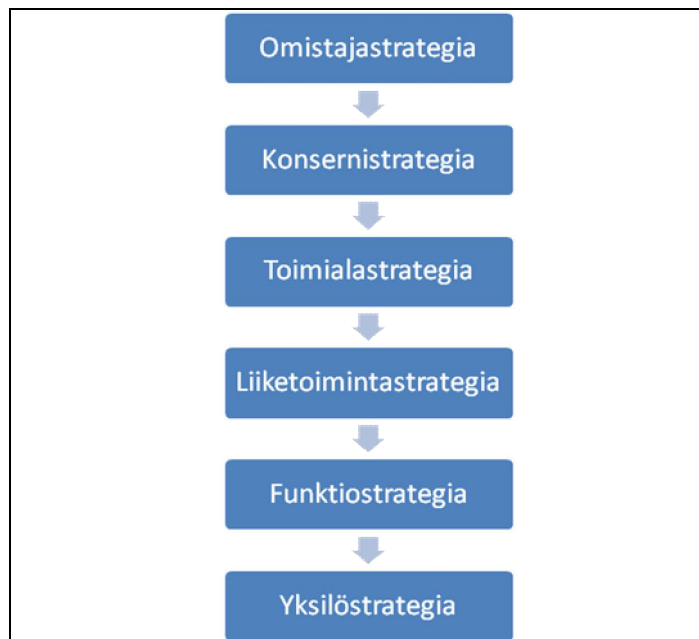 Omistajastrategia
Konsernistrategia
Toimialastrategia
Liiketoimintastrategia
Funktiostrategia
Yksilöstrategia